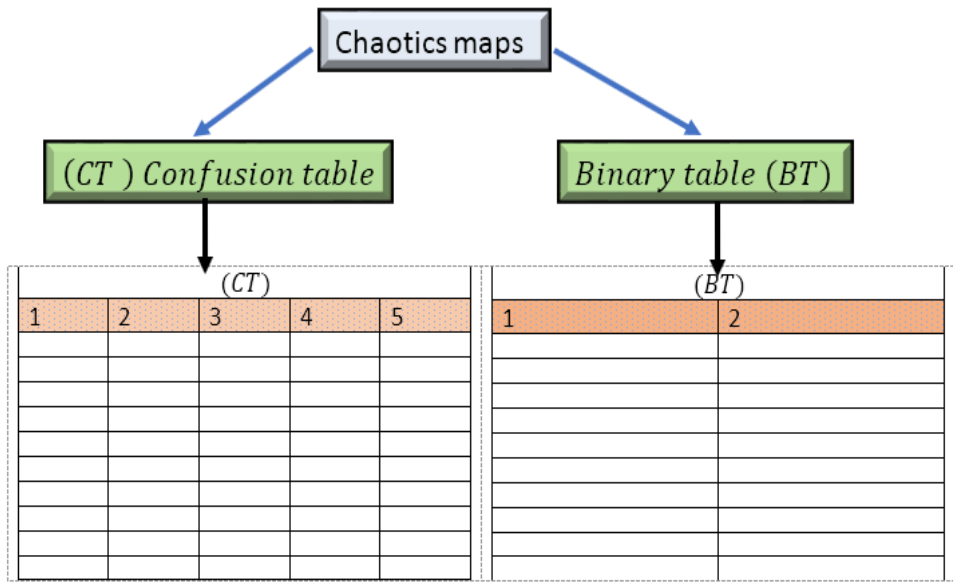 Chaotics maps
(CT ) Confusion table
Binary table (BT)
(CT)
1 2 3 4 5
(BT)
1 2